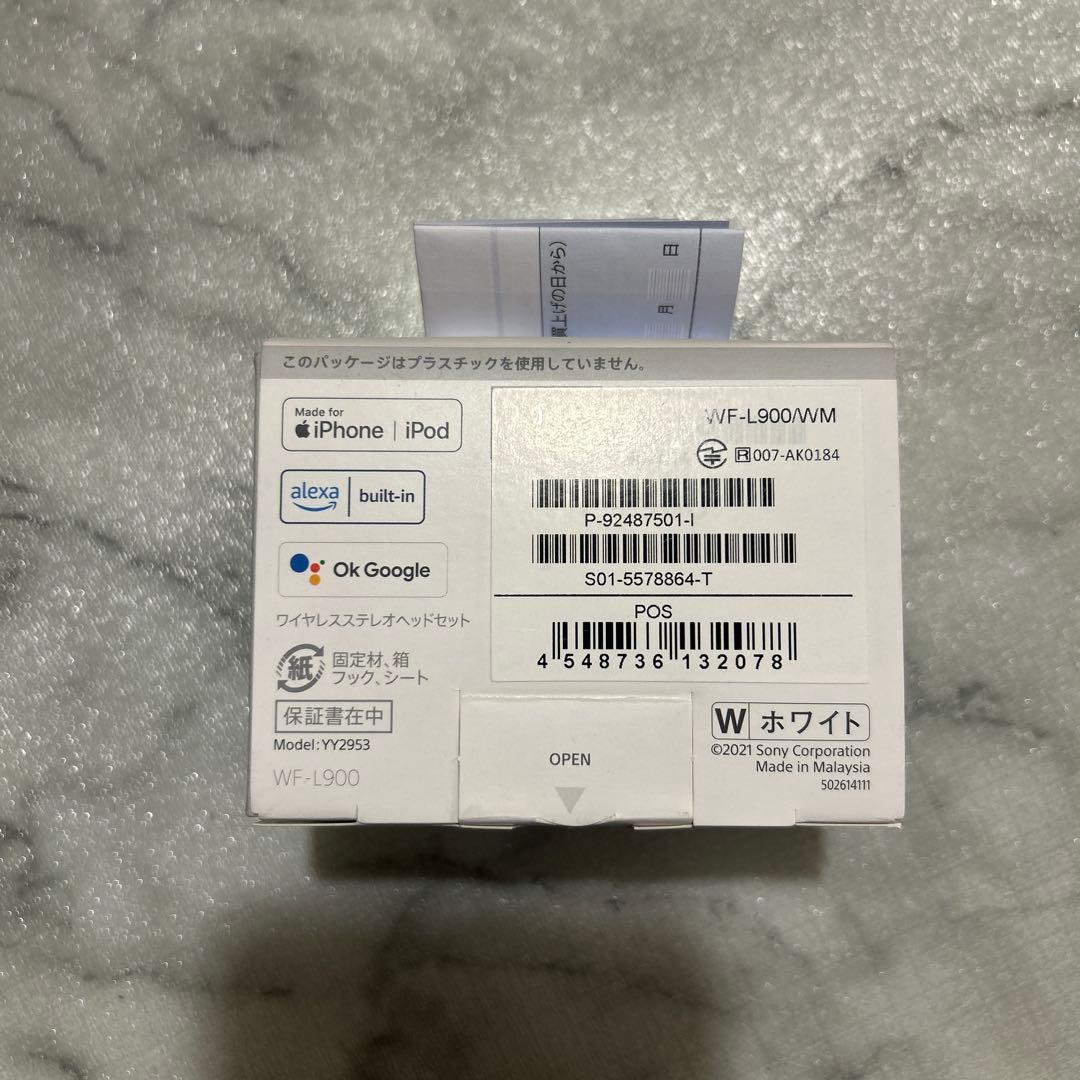 買上げの日から)
月 日
このパッケージはプラスチックを使用していません。
Made for
iPhone | iPod
alexa | built-in
Ok Google
ワイヤレスステレオヘッドセット
紙 固定材、箱
フック、シート
保証書在中
Model: YY2953
WF-L900
WF-L900/WM
R 007-AK0184
P-92487501-I
S01-5578864-T
POS
4 548736 132078
OPEN
W ホワイト
©2021 Sony Corporation
Made in Malaysia
502614111